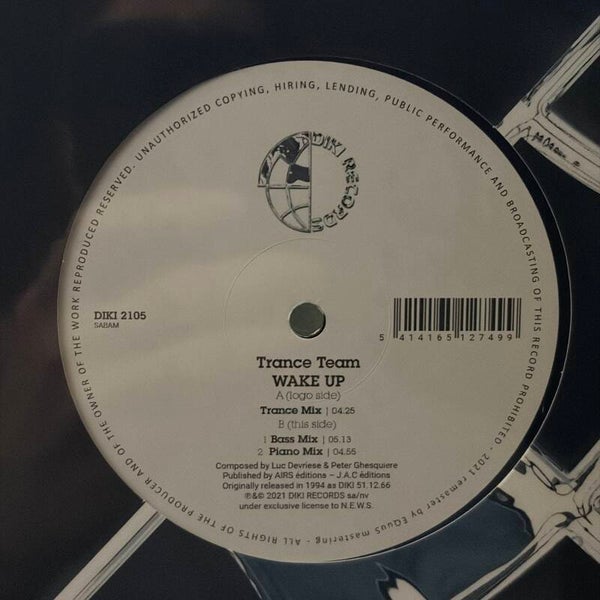 UNAUTHORIZED COPYING, HIRING, LENDING, PUBLIC PERFORMANCE AND BROADCASTING OF THIS RECORD PROHIBITED - 2021 remaster by EQuuS mastering - ALL RIGHTS OF THE PRODUCER AND OF THE OWNER OF THE WORK REPRODUCED RESERVED.
DIKI RECORDS
DIKI 2105
SABAM
5 414165 127499
Trance Team
WAKE UP
A (logo side)
Trance Mix | 04.25
B (this side)
1 Bass Mix | 05.13
2. Piano Mix | 04.55
Composed by Luc Devriese & Peter Ghesquiere
Published by AIRS éditions – J.A.C éditions
Originally released in 1994 as DIKI 51.12.66
℗&© 2021 DIKI RECORDS sa/nv
under exclusive license to N.E.W.S.